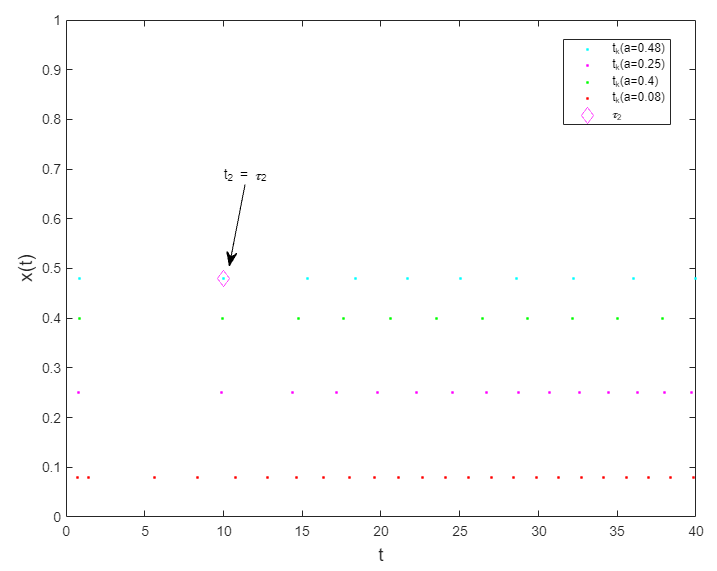 1
0.9
0.8
0.7
0.6
0.5
0.4
0.3
0.2
0.1
0
x(t)
tₖ(a=0.48)
tₖ(a=0.25)
tₖ(a=0.4)
tₖ(a=0.08)
τ₂
t₂ = τ₂
0 5 10 15 20 25 30 35 40
t